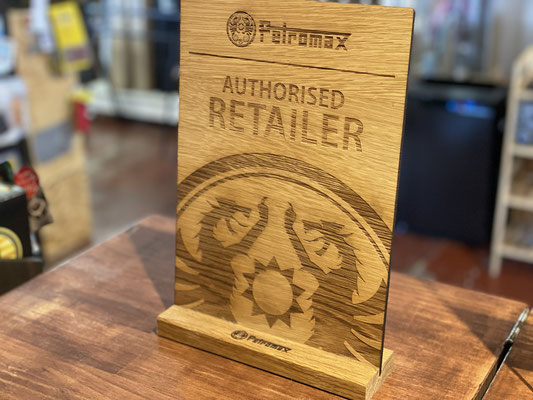 Petromax
AUTHORISED
RETAILER
Petromax